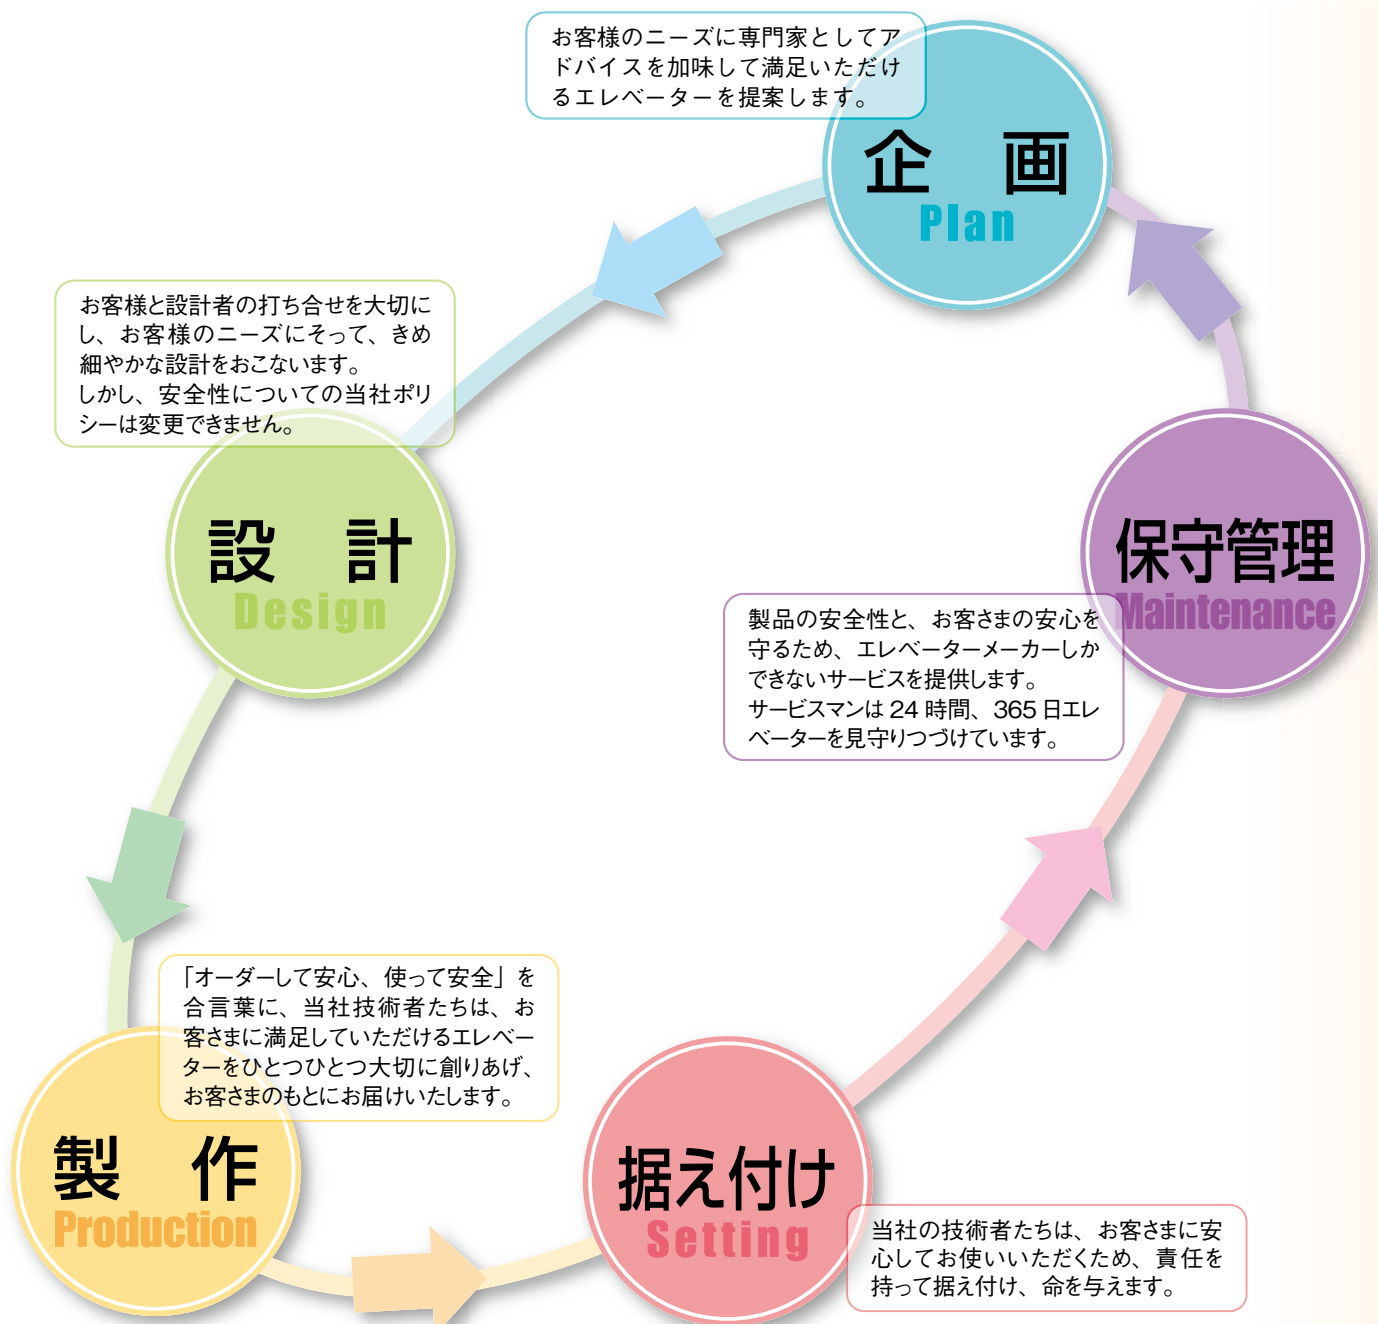 お客様のニーズに専門家としてア
ドバイスを加味して満足いただけ
るエレベーターを提案します。
企　画
Plan
お客様と設計者の打ち合せを大切に
し、お客様のニーズにそって、きめ
細やかな設計をおこないます。
しかし、安全性についての当社ポリ
シーは変更できません。
設　計
Design
保守管理
Maintenance
製品の安全性と、お客さまの安心を
守るため、エレベーターメーカーしか
できないサービスを提供します。
サービスマンは 24 時間、365 日エレ
ベーターを見守りつづけています。
「オーダーして安心、使って安全」を
合言葉に、当社技術者たちは、お
客さまに満足していただけるエレベー
ターをひとつひとつ大切に創りあげ、
お客さまのもとにお届けいたします。
製　作
Production
据え付け
Setting
当社の技術者たちは、お客さまに安
心してお使いいただくため、責任を
持って据え付け、命を与えます。